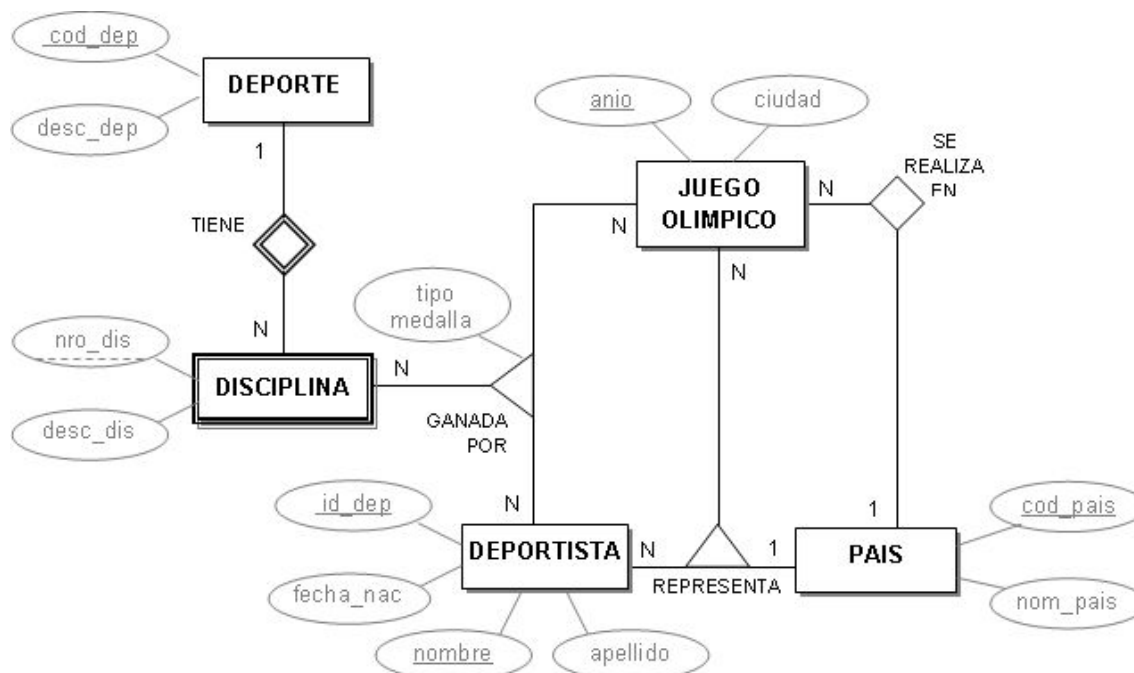 cod_dep
DEPORTE
desc_dep
1
TIENE
N
nro_dis
DISCIPLINA
desc_dis
N
tipo
medalla
GANADA
POR
anio
ciudad
JUEGO
OLIMPICO
N
N
N
SE
REALIZA
EN
1
N
id_dep
DEPORTISTA
fecha_nac
nombre
apellido
N
REPRESENTA
1
PAIS
cod_pais
nom_pais